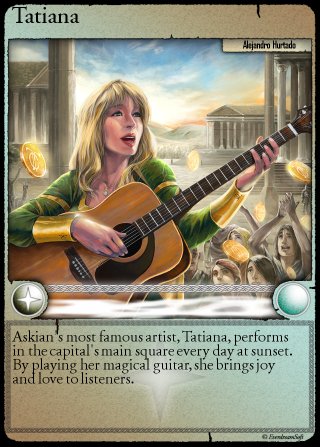 Tatiana
Alejandro Hurtado
Askian's most famous artist, Tatiana, performs
in the capital's main square every day at sunset.
By playing her magical guitar, she brings joy
and love to listeners.
© EverdreamSoft